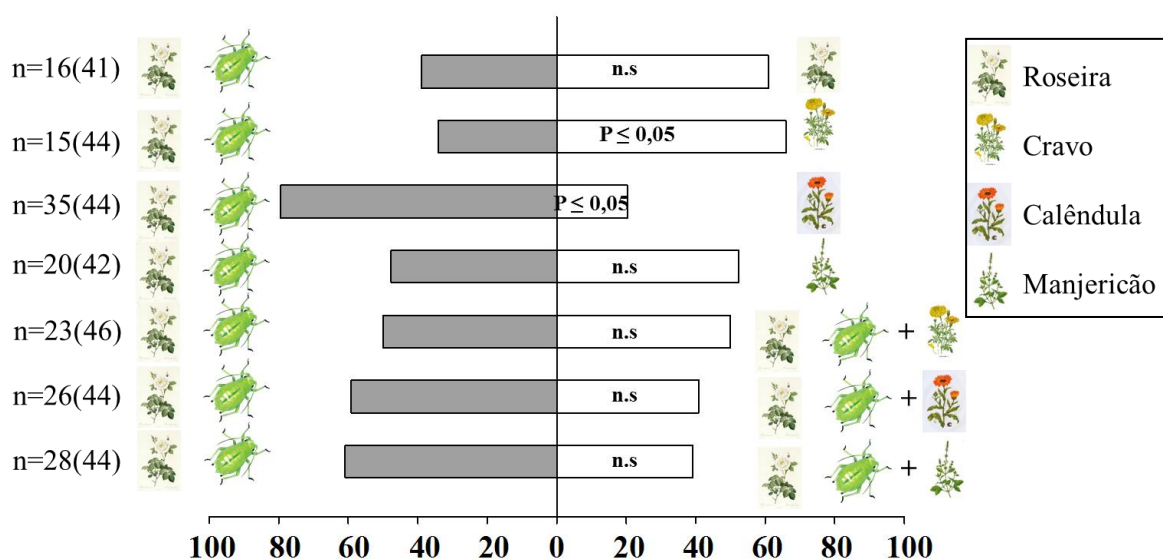 n=16(41) n.s
n=15(44) P ≤ 0,05
n=35(44) P ≤ 0,05
n=20(42) n.s
n=23(46) n.s +
n=26(44) n.s +
n=28(44) n.s +
100 80 60 40 20 0 20 40 60 80 100
Roseira
Cravo
Calêndula
Manjericão